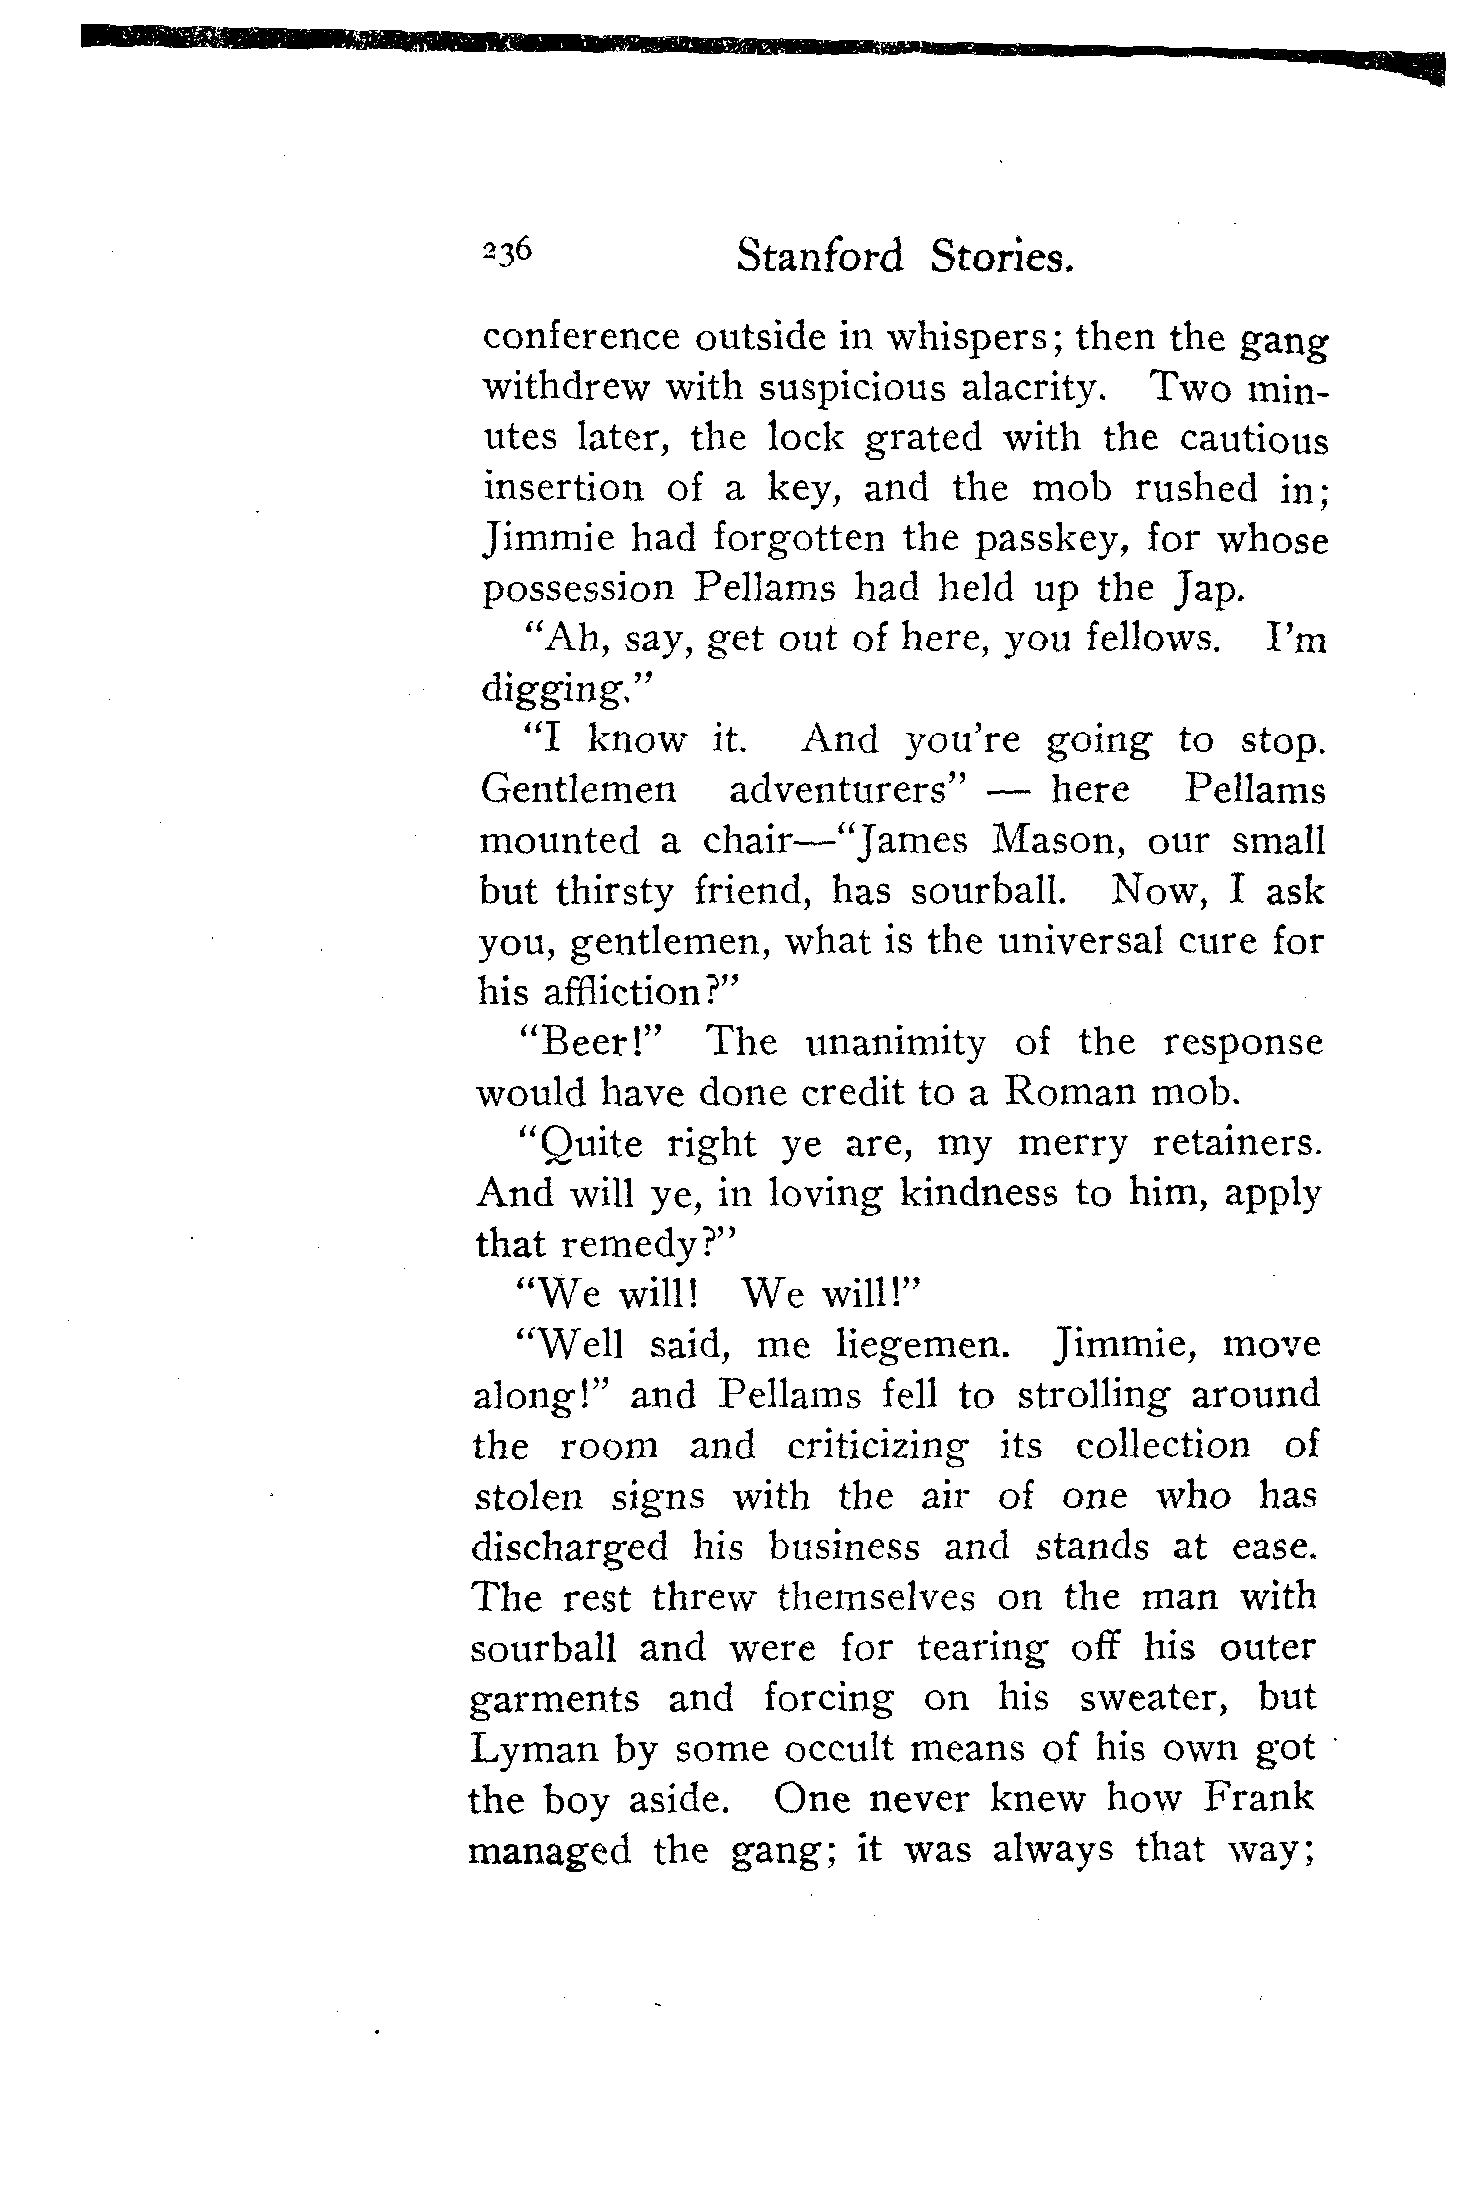 236 Stanford Stories.
conference outside in whispers; then the gang
withdrew with suspicious alacrity. Two min-
utes later, the lock grated with the cautious
insertion of a key, and the mob rushed in;
Jimmie had forgotten the passkey, for whose
possession Pellams had held up the Jap.
"Ah, say, get out of here, you fellows. I'm
digging."
"I know it. And you're going to stop.
Gentlemen adventurers" — here Pellams
mounted a chair—"James Mason, our small
but thirsty friend, has sourball. Now, I ask
you, gentlemen, what is the universal cure for
his affliction?"
"Beer!" The unanimity of the response
would have done credit to a Roman mob.
"Quite right ye are, my merry retainers.
And will ye, in loving kindness to him, apply
that remedy?"
"We will! We will!"
"Well said, me liegemen. Jimmie, move
along!" and Pellams fell to strolling around
the room and criticizing its collection of
stolen signs with the air of one who has
discharged his business and stands at ease.
The rest threw themselves on the man with
sourball and were for tearing off his outer
garments and forcing on his sweater, but
Lyman by some occult means of his own got
the boy aside. One never knew how Frank
managed the gang; it was always that way;